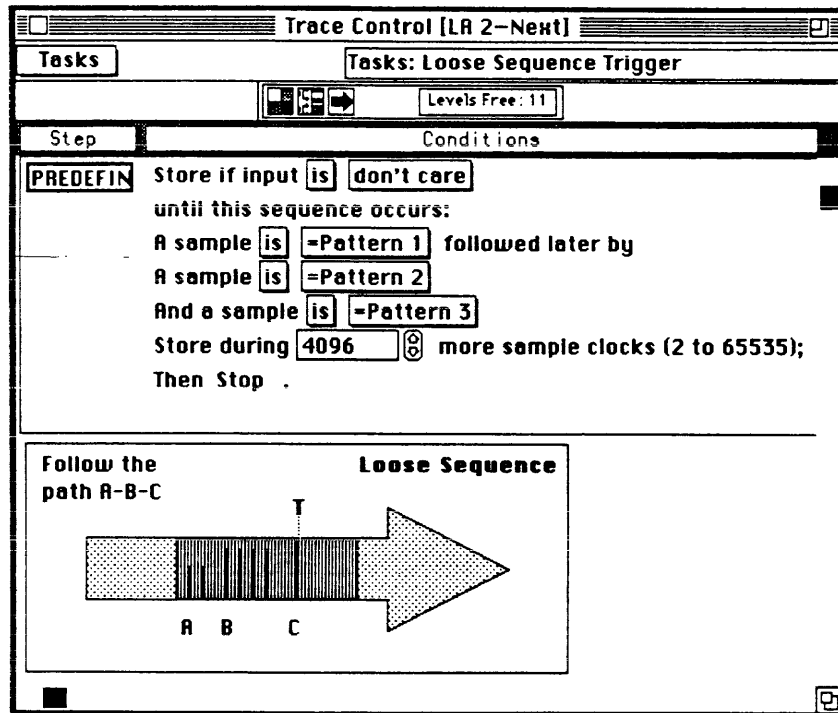 Trace Control [LA 2-Next]
Tasks Tasks: Loose Sequence Trigger
Levels Free: 11
Step Conditions
PREDEFIN Store if input is don't care
until this sequence occurs:
A sample is =Pattern 1 followed later by
A sample is =Pattern 2
And a sample is =Pattern 3
Store during 4096 more sample clocks (2 to 65535);
Then Stop .
Follow the Loose Sequence
path A-B-C
T
A B C